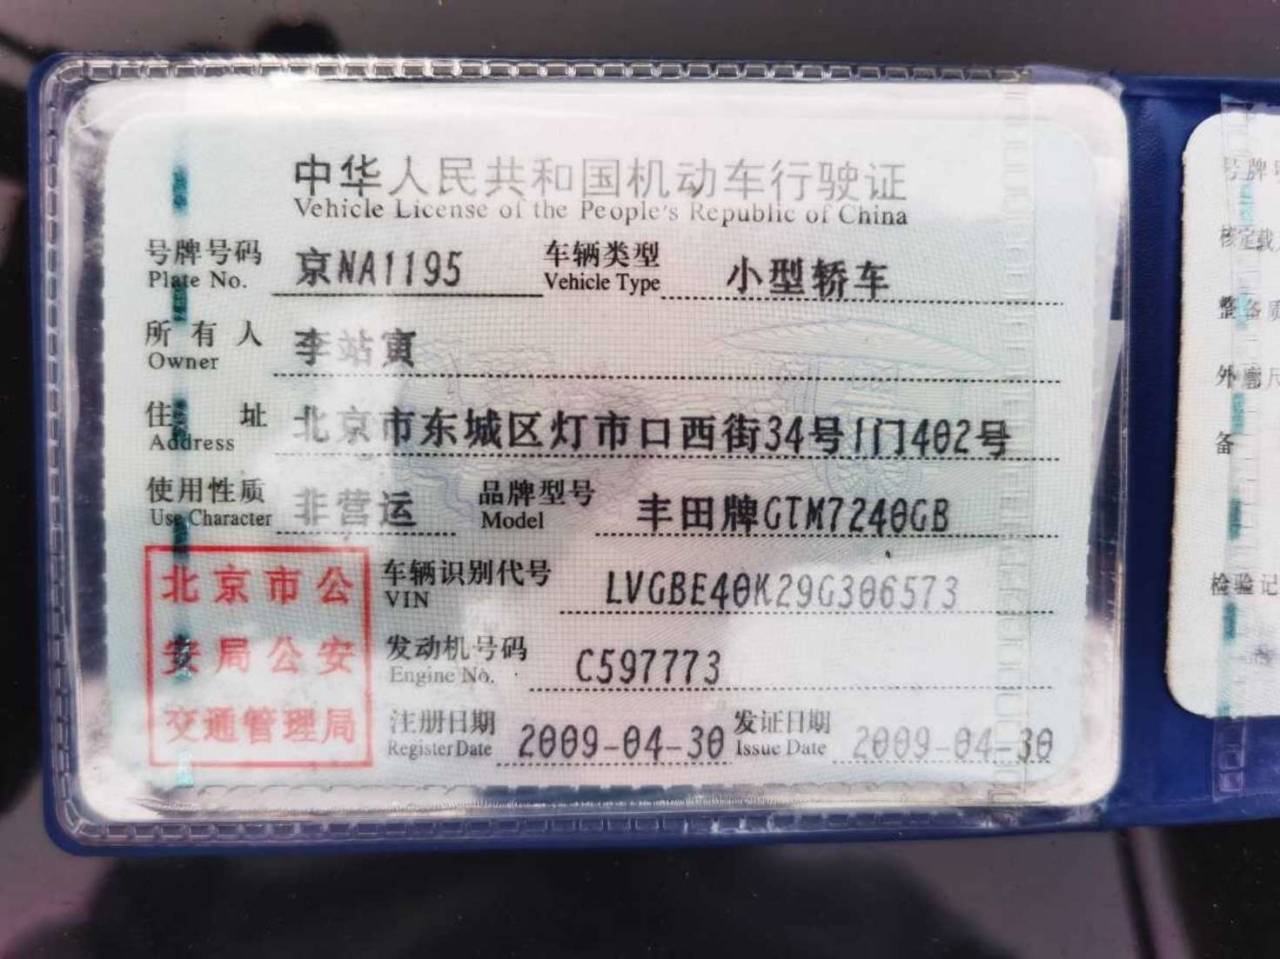 中华人民共和国机动车行驶证
Vehicle License of the People's Republic of China
号牌号码 京NA1195 车辆类型 小型轿车
Plate No. Vehicle Type
所有人 李站寅
Owner
住址 北京市东城区灯市口西街34号1门402号
Address
使用性质 非营运 品牌型号 丰田牌GTM7240GB
Use Character Model
车辆识别代号 LVGBE40K29G306573
VIN
发动机号码 C597773
Engine No.
注册日期 2009-04-30 发证日期 2009-04-30
Register Date Issue Date
北京市公
安局公安
交通管理局
号牌
核定载
整备质
外廓尺
备
检验记